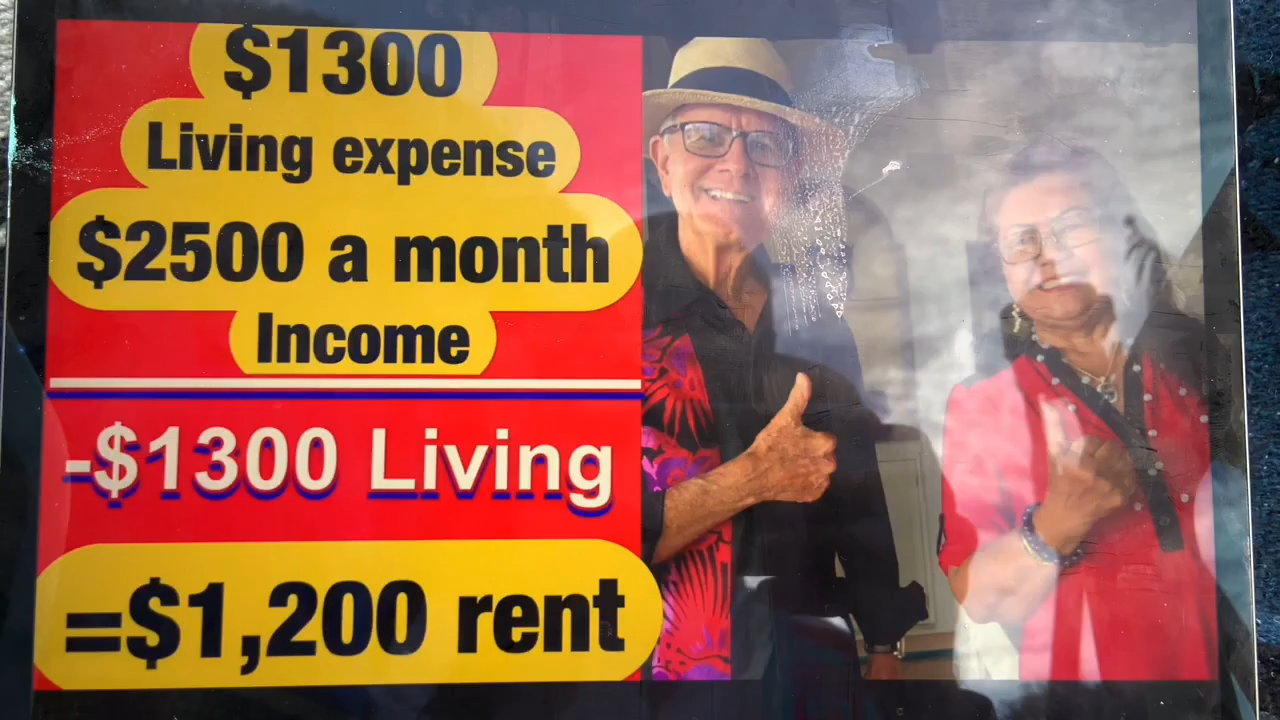 $1300
Living expense
$2500 a month
Income
-$1300 Living
=$1,200 rent